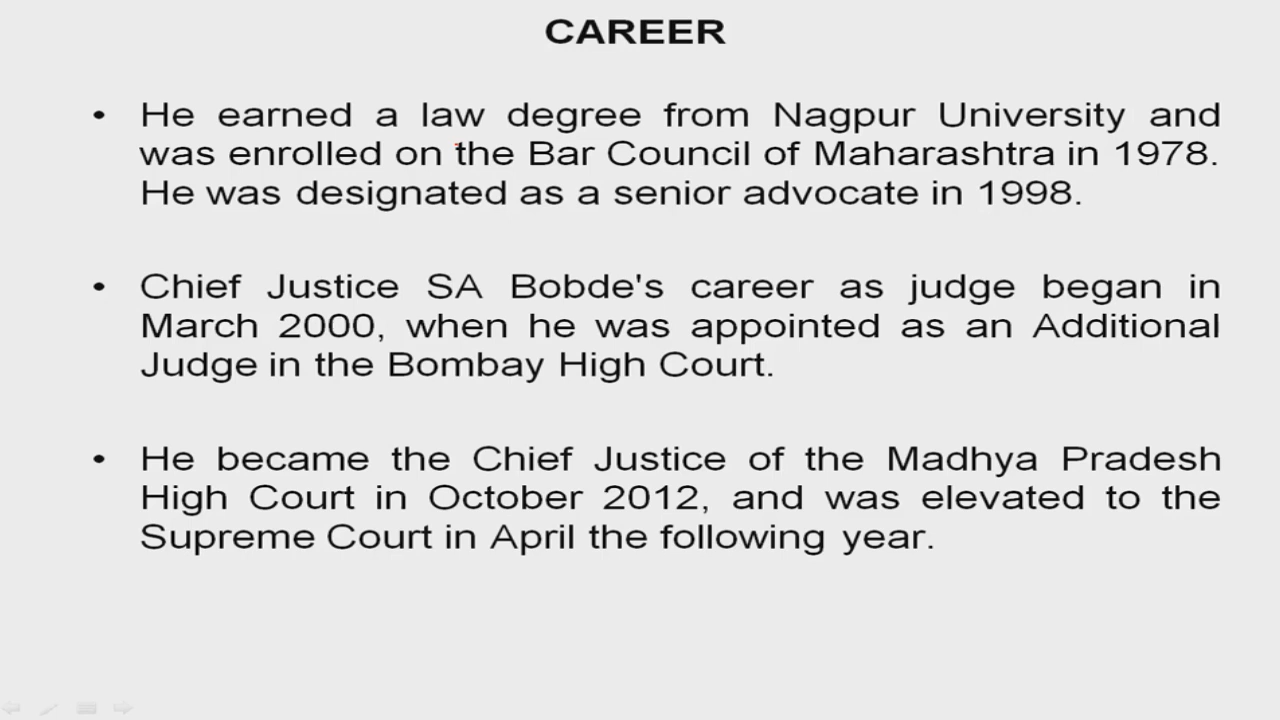 CAREER
• He earned a law degree from Nagpur University and
was enrolled on the Bar Council of Maharashtra in 1978.
He was designated as a senior advocate in 1998.
• Chief Justice SA Bobde's career as judge began in
March 2000, when he was appointed as an Additional
Judge in the Bombay High Court.
• He became the Chief Justice of the Madhya Pradesh
High Court in October 2012, and was elevated to the
Supreme Court in April the following year.